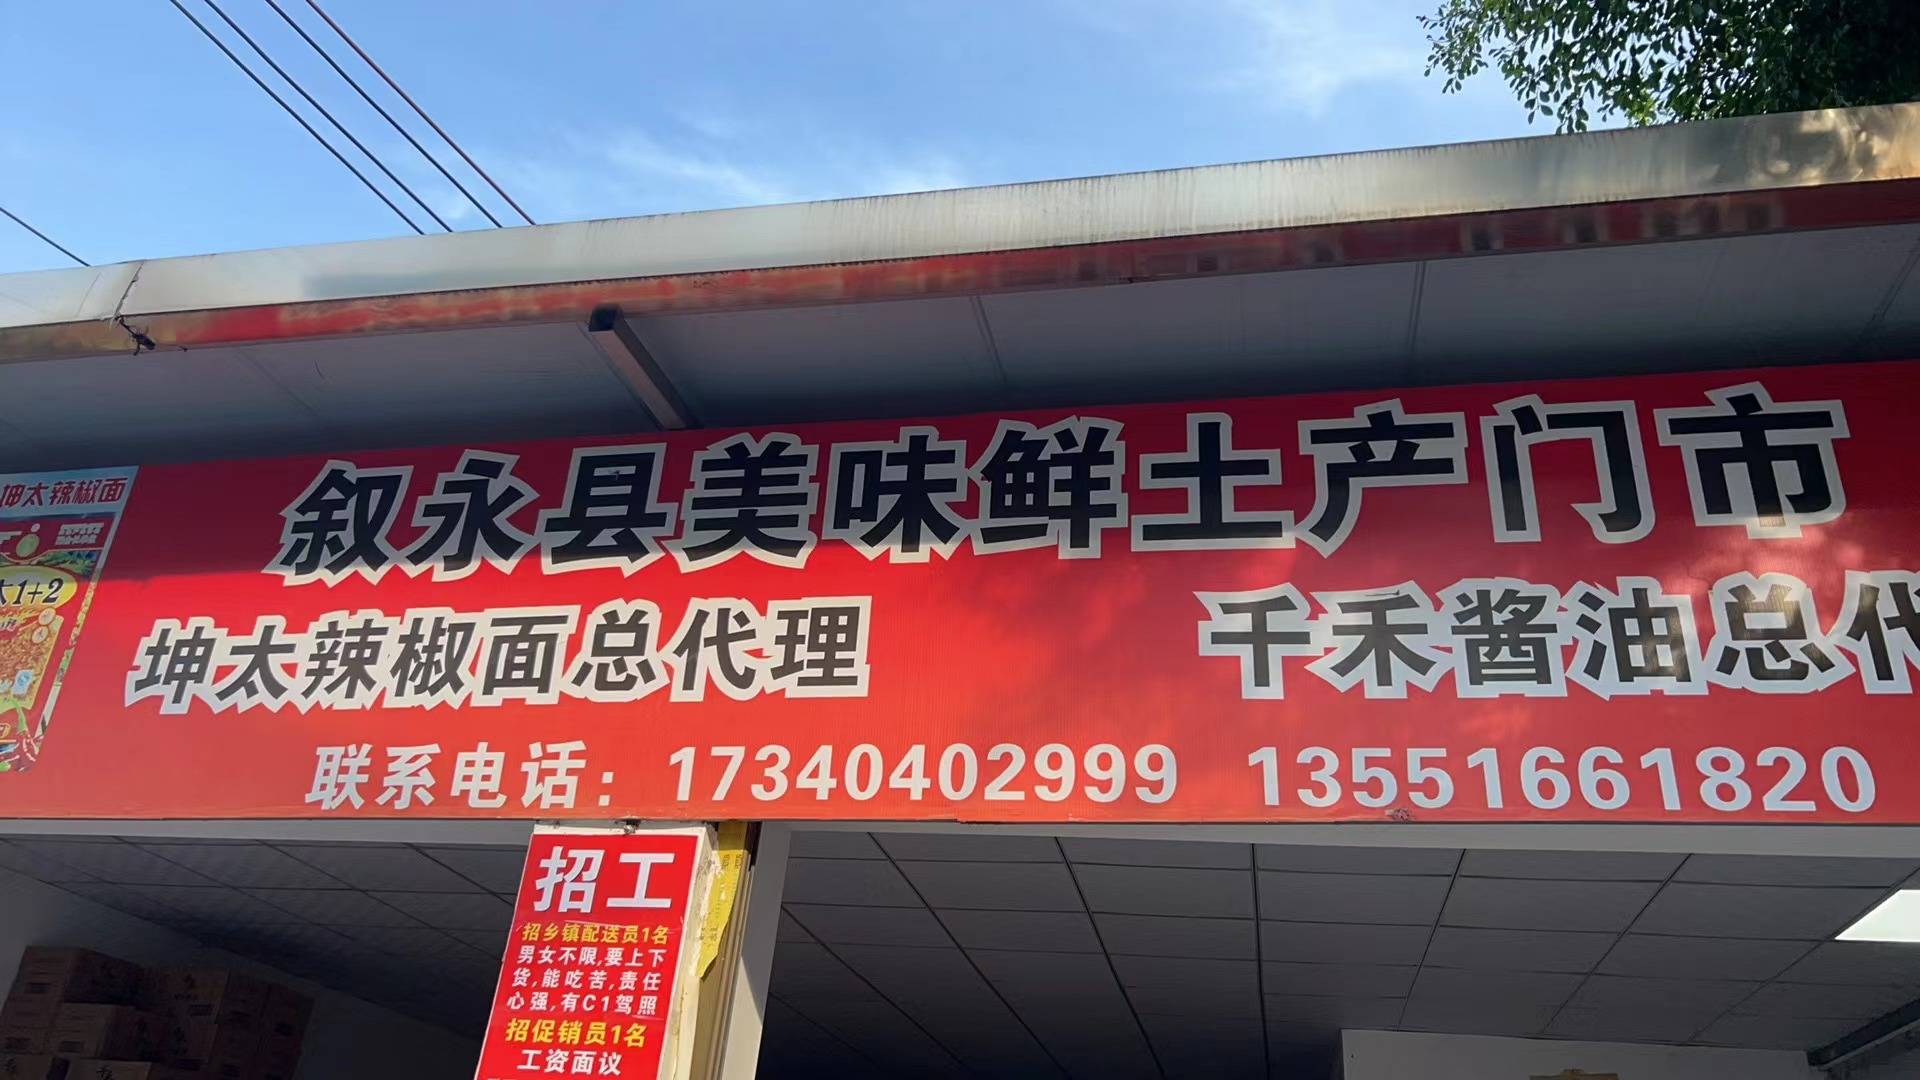 叙永县美味鲜土产门市
坤太辣椒面
太1+2
坤太辣椒面总代理
千禾酱油总代
联系电话：17340402999 13551661820
招工
招乡镇配送员1名
男女不限,要上下
货,能吃苦,责任
心强,有C1驾照
招促销员1名
工资面议